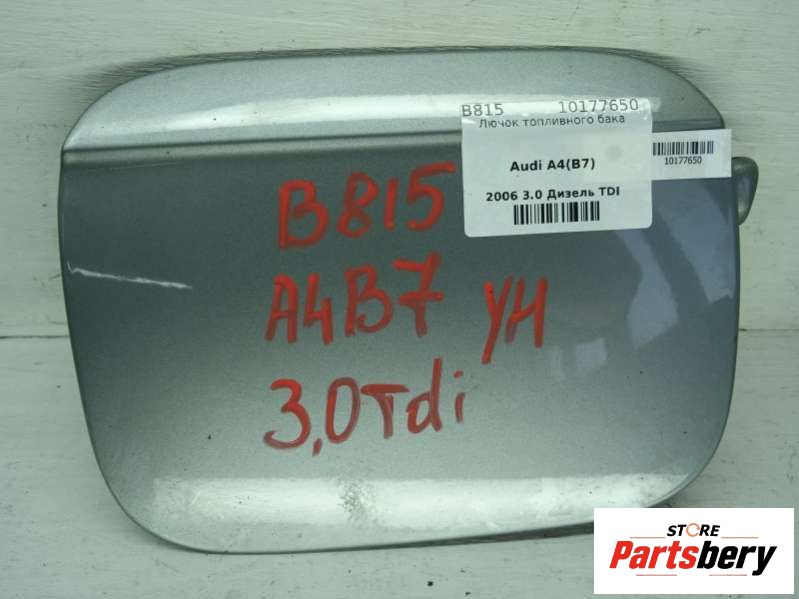 B815 10177650
Лючок топливного бака
Audi A4(B7)
2006 3.0 Дизель TDI
10177650
B815
A4B7 УН
3,0Tdi
STORE
Partsbery